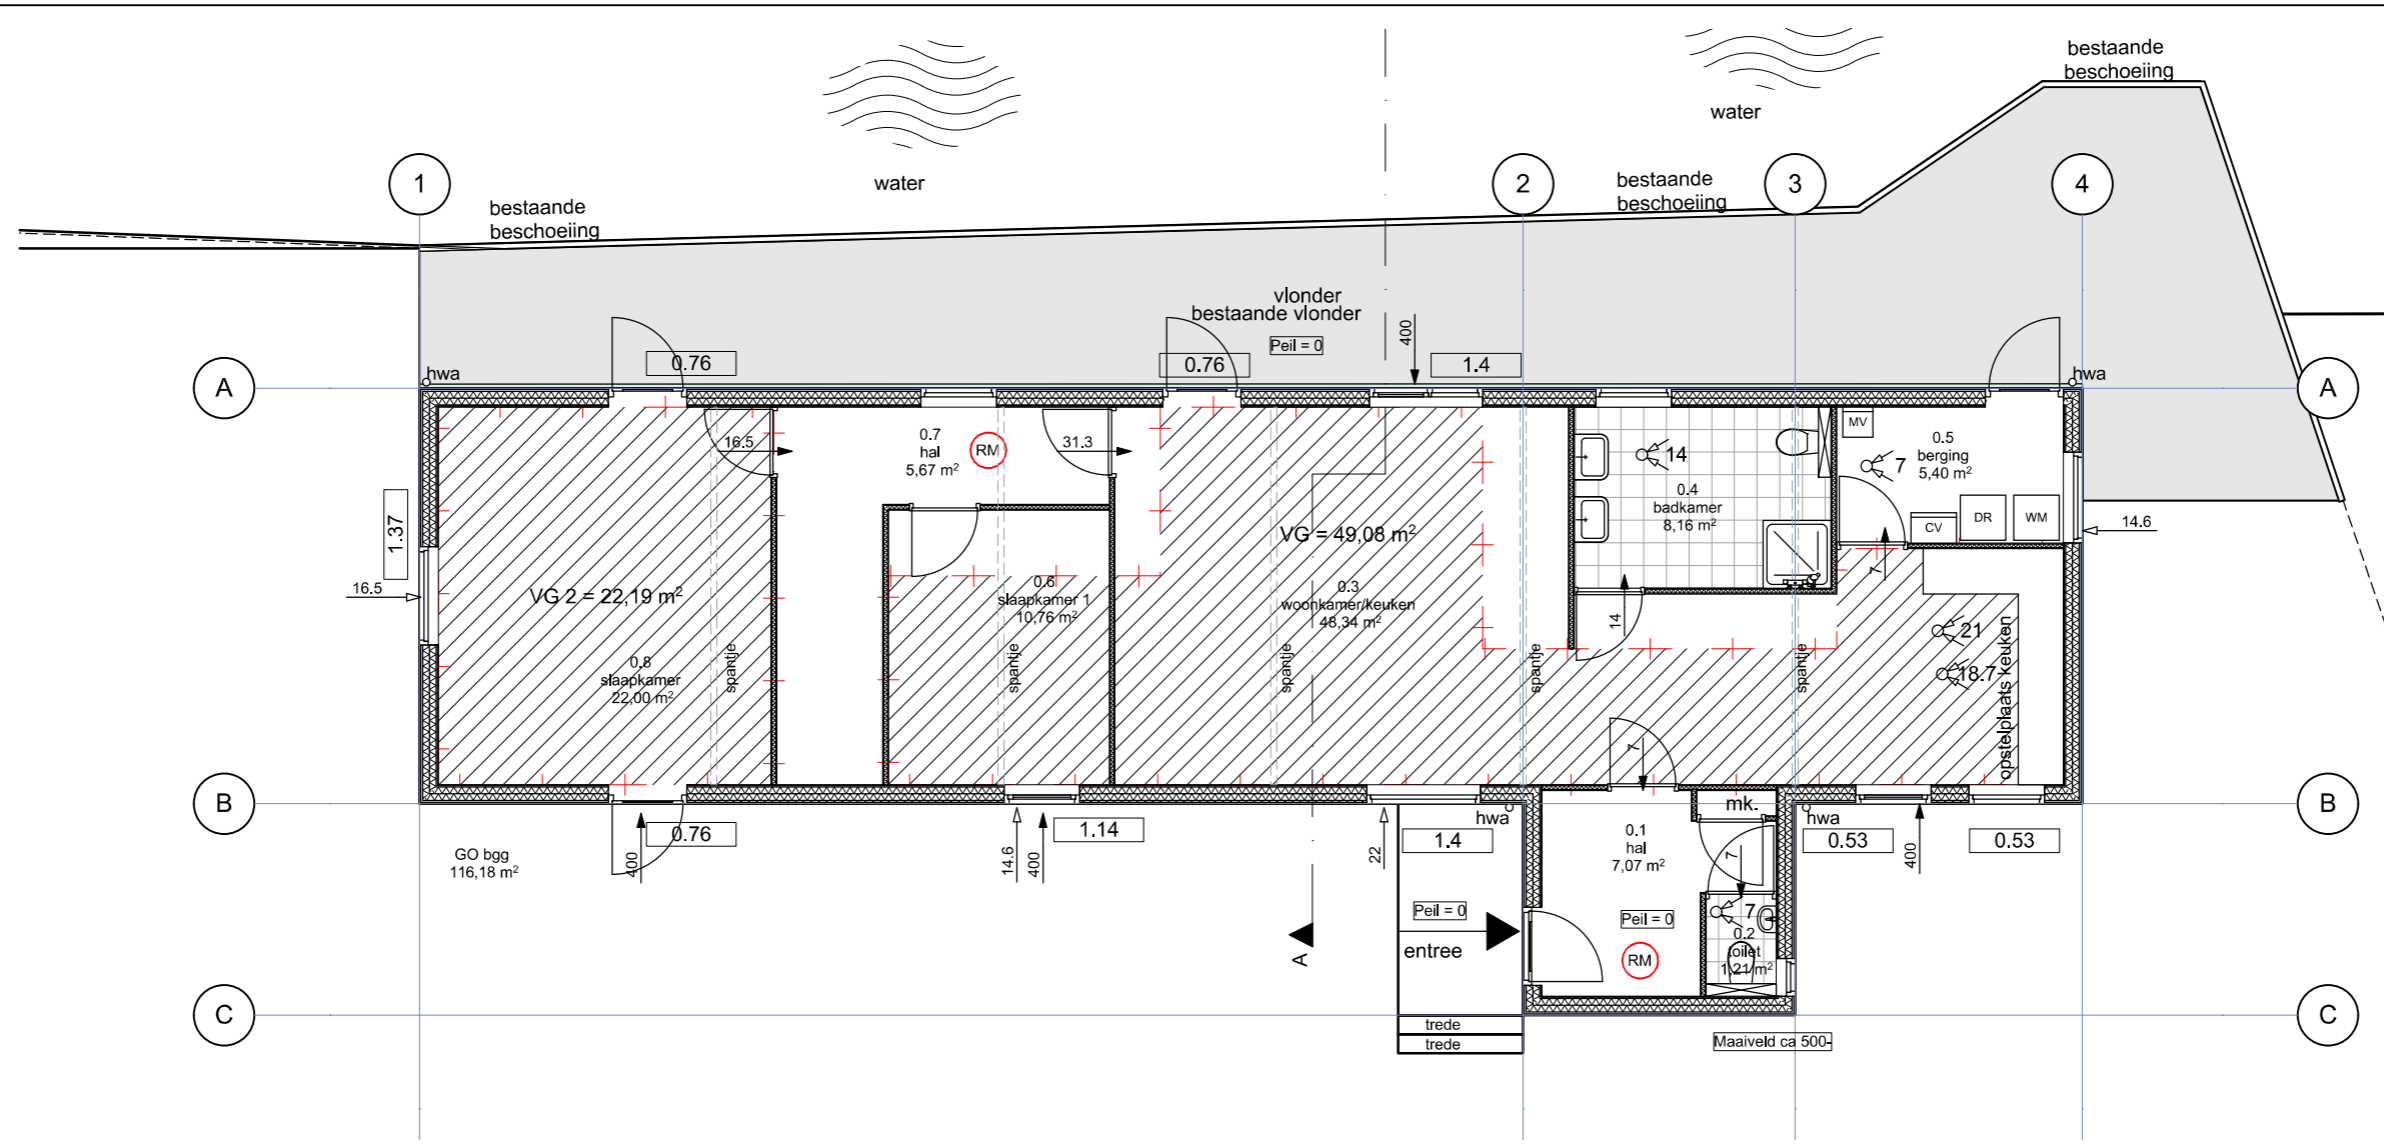 bestaande
beschoeiing
water
water
1
2
3
4
bestaande
beschoeiing
bestaande
beschoeiing
vlonder
bestaande vlonder
Peil = 0
400
0.76
0.76
1.4
hwa
hwa
A
A
16.5
0.7
hal
5,67 m²
RM
31.3
14
0.4
badkamer
8,16 m²
MV
7
0.5
berging
5,40 m²
CV
DR
WM
14.6
1.37
16.5
VG 2 = 22,19 m²
VG = 49,08 m²
0.6
slaapkamer 1
10,76 m²
0.3
woonkamer/keuken
48,34 m²
7
14
21
18.7
opstelplaats keuken
0.8
slaapkamer
22,00 m²
spantje
spantje
spantje
spantje
spantje
7
B
B
mk.
hwa
hwa
0.76
400
14.6
400
1.14
22
1.4
0.1
hal
7,07 m²
7
0.53
400
0.53
GO bgg
116,18 m²
Peil = 0
entree
Peil = 0
RM
7
0.2
toilet
1,21 m²
A
C
C
trede
trede
Maaiveld ca 500-